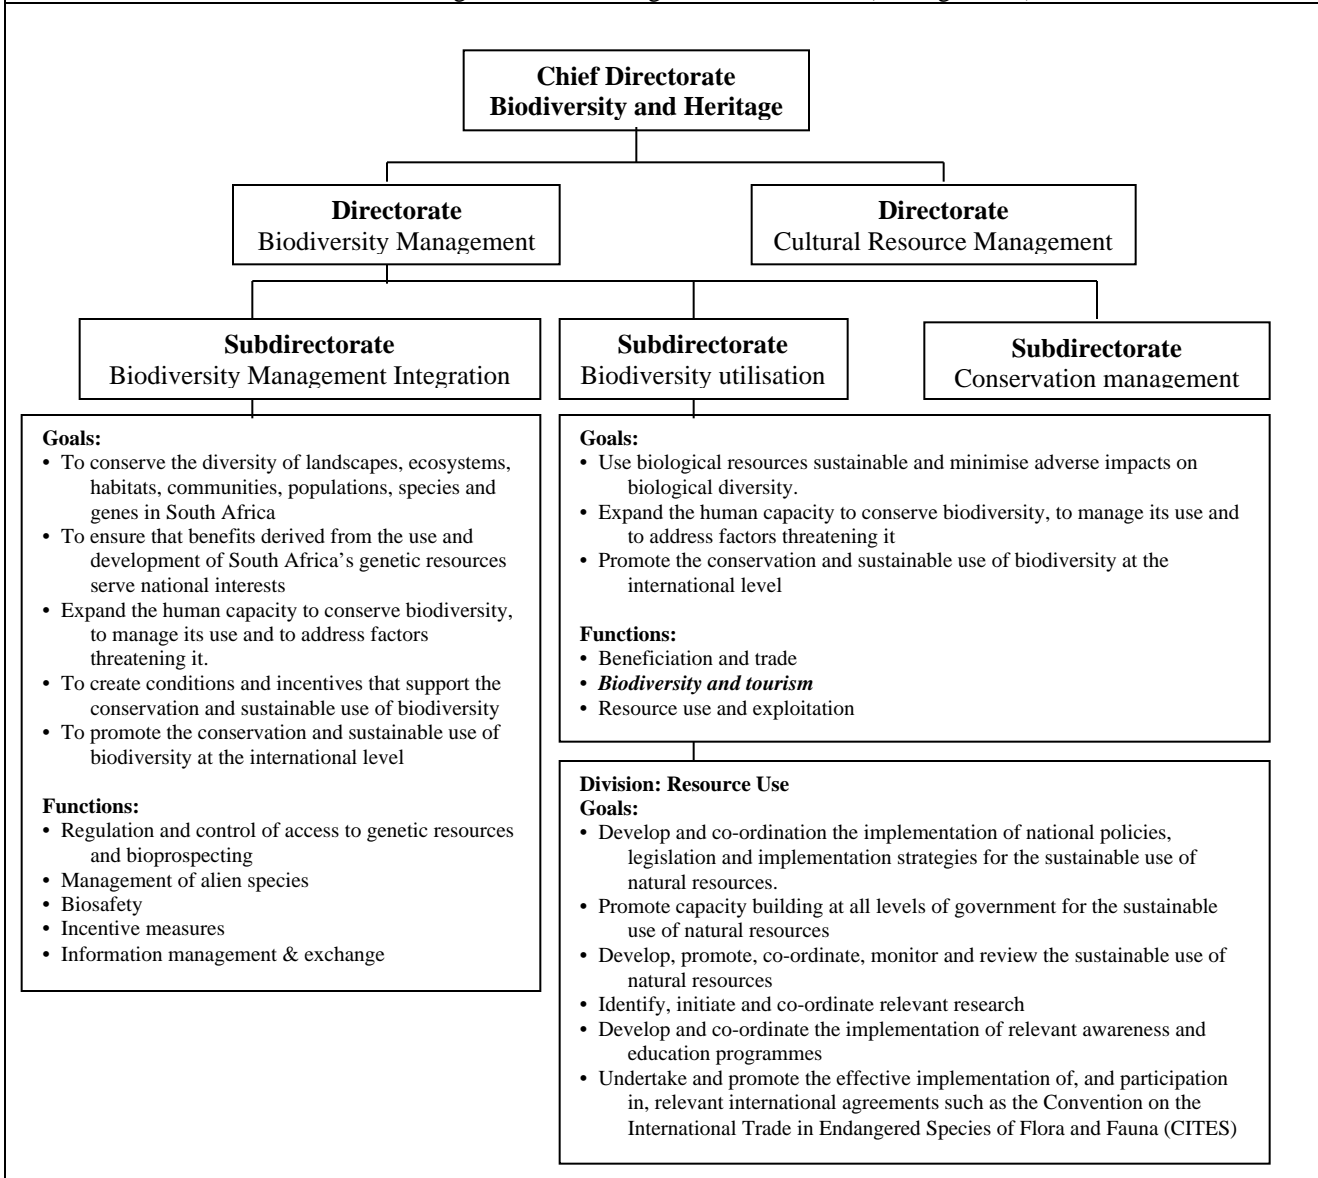 Chief Directorate
Biodiversity and Heritage
Directorate
Biodiversity Management
Directorate
Cultural Resource Management
Subdirectorate
Biodiversity Management Integration
Subdirectorate
Biodiversity utilisation
Subdirectorate
Conservation management
Goals:
• To conserve the diversity of landscapes, ecosystems,
habitats, communities, populations, species and
genes in South Africa
• To ensure that benefits derived from the use and
development of South Africa's genetic resources
serve national interests
• Expand the human capacity to conserve biodiversity,
to manage its use and to address factors
threatening it.
• To create conditions and incentives that support the
conservation and sustainable use of biodiversity
• To promote the conservation and sustainable use of
biodiversity at the international level
Functions:
• Regulation and control of access to genetic resources
and bioprospecting
• Management of alien species
• Biosafety
• Incentive measures
• Information management & exchange
Goals:
• Use biological resources sustainable and minimise adverse impacts on
biological diversity.
• Expand the human capacity to conserve biodiversity, to manage its use and
to address factors threatening it
• Promote the conservation and sustainable use of biodiversity at the
international level
Functions:
• Beneficiation and trade
• Biodiversity and tourism
• Resource use and exploitation
Division: Resource Use
Goals:
• Develop and co-ordination the implementation of national policies,
legislation and implementation strategies for the sustainable use of
natural resources.
• Promote capacity building at all levels of government for the sustainable
use of natural resources
• Develop, promote, co-ordinate, monitor and review the sustainable use of
natural resources
• Identify, initiate and co-ordinate relevant research
• Develop and co-ordinate the implementation of relevant awareness and
education programmes
• Undertake and promote the effective implementation of, and participation
in, relevant international agreements such as the Convention on the
International Trade in Endangered Species of Flora and Fauna (CITES)